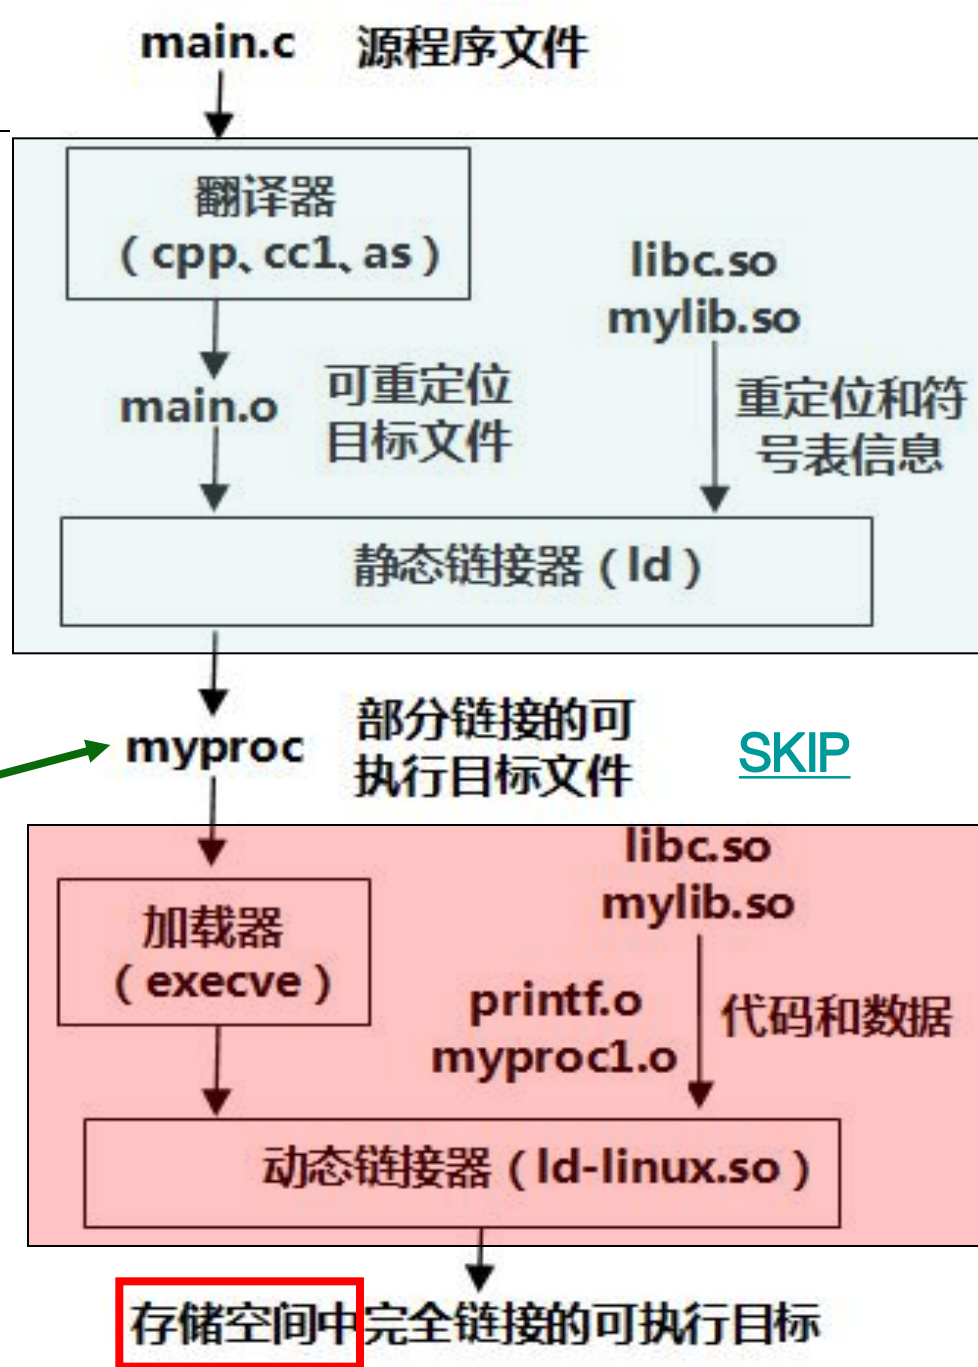 main.c 源程序文件
翻译器
（cpp、cc1、as）
libc.so
mylib.so
main.o
可重定位
目标文件
重定位和符
号表信息
静态链接器（ld）
myproc
部分链接的可
执行目标文件
SKIP
libc.so
mylib.so
加载器
（execve）
printf.o
myproc1.o
代码和数据
动态链接器（ld-linux.so）
存储空间中完全链接的可执行目标